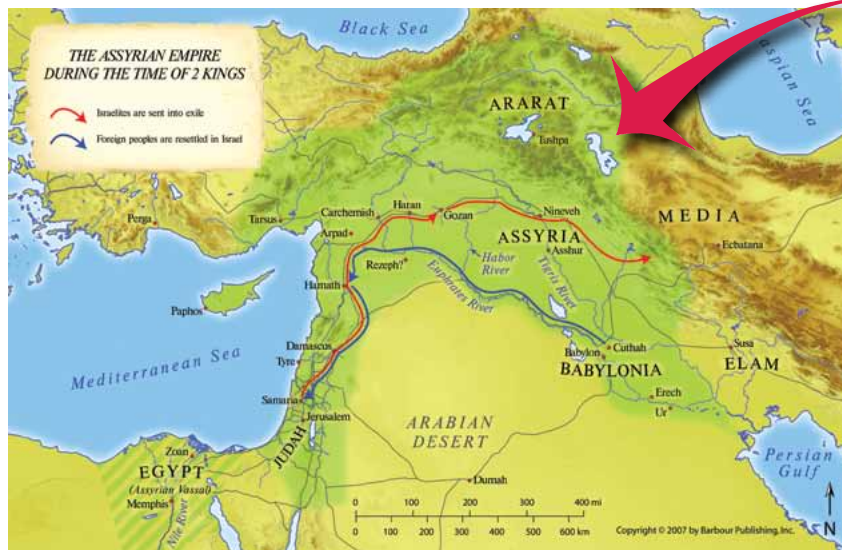 Black Sea
aspian Sea
THE ASSYRIAN EMPIRE
DURING THE TIME OF 2 KINGS
Israelites are sent into exile
Foreign peoples are resettled in Israel
ARARAT
Tushpa
Perga
Tarsus
Carchemish
Haran
Gozan
Nineveh
MEDIA
Arpad
ASSYRIA
Asshur
Ecbatana
Rezeph?
Habor
River
Hamath
Euphrates River
Tigris River
Paphos
Damascus
Tyre
Cuthah
Susa
Babylon
BABYLONIA
ELAM
Mediterranean Sea
Samaria
Jerusalem
JUDAH
Erech
Ur
ARABIAN
DESERT
Zoan
EGYPT
(Assyrian Vassal)
Memphis
Nile River
Dumah
Persian
Gulf
0 100 200 300 400 mi
0 100 200 300 400 500 600 km
Copyright © 2007 by Barbour Publishing, Inc.
N